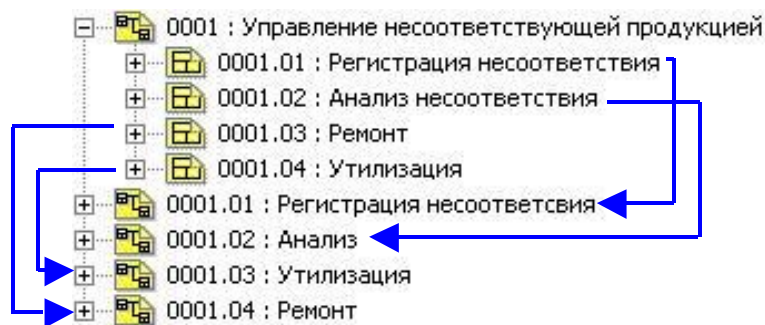 0001 : Управление несоответствующей продукцией
0001.01 : Регистрация несоответствия
0001.02 : Анализ несоответствия
0001.03 : Ремонт
0001.04 : Утилизация
0001.01 : Регистрация несоответсвия
0001.02 : Анализ
0001.03 : Утилизация
0001.04 : Ремонт